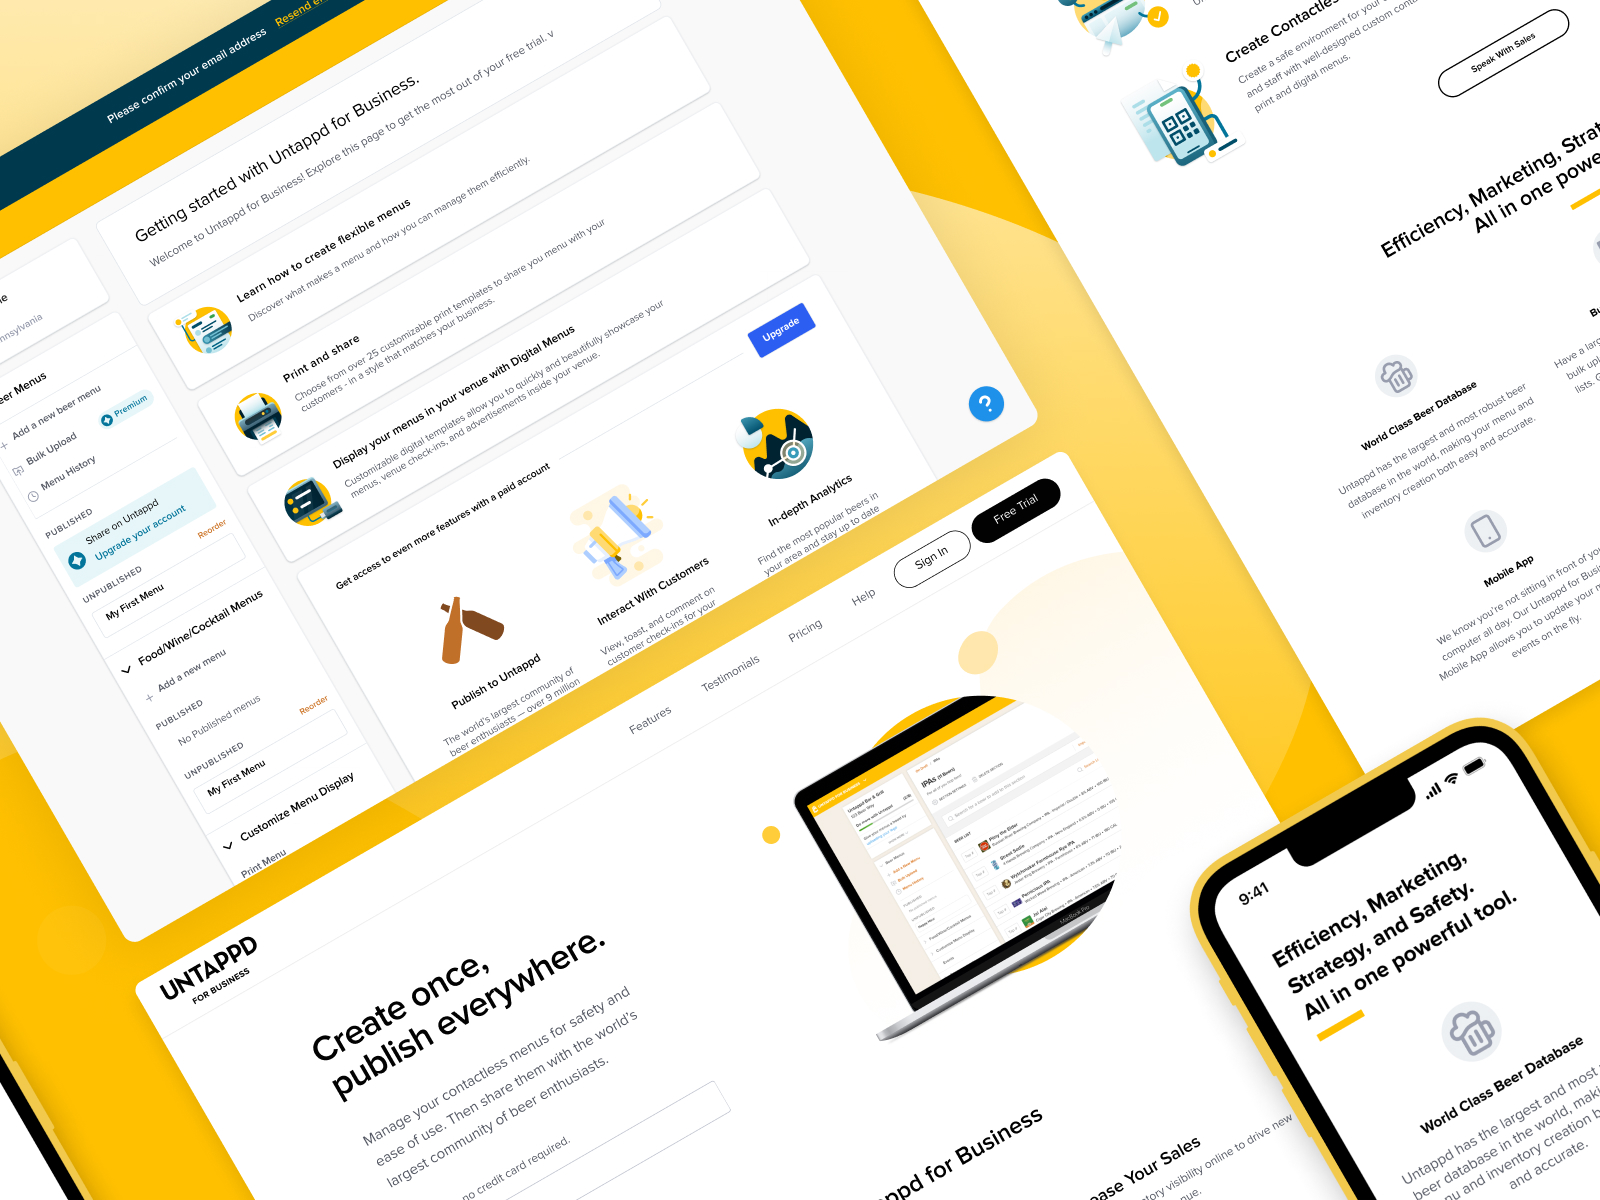 Please confirm your email address
Resend
Getting started with Untappd for Business.
Welcome to Untappd for Business! Explore this page to get the most out of your free trial. v
Learn how to create flexible menus
Discover what makes a menu and how you can manage them efficiently.
Print and share
Choose from over 25 customizable print templates to share you menu with your
customers - in a style that matches your business.
Display your menus in your venue with Digital Menus
Customizable digital templates allow you to quickly and beautifully showcase your
menus, venue check-ins, and advertisements inside your venue.
Upgrade
Get access to even more features with a paid account
Publish to Untappd
The world's largest community of
beer enthusiasts — over 9 million
Interact With Customers
View, toast, and comment on
customer check-ins for your
In-depth Analytics
Find the most popular beers in
your area and stay up to date
?
nnsylvania
eer Menus
Add a new beer menu
Bulk Upload
Premium
Menu History
PUBLISHED
Share on Untappd
Upgrade your account
UNPUBLISHED
Reorder
My First Menu
Food/Wine/Cocktail Menus
Add a new menu
PUBLISHED
No Published menus
UNPUBLISHED
Reorder
My First Menu
Customize Menu Display
Print Menu
UNTAPPD
FOR BUSINESS
Features
Testimonials
Pricing
Help
Sign In
Free Trial
Create once,
publish everywhere.
Manage your contactless menus for safety and
ease of use. Then share them with the world's
largest community of beer enthusiasts.
no credit card required.
IPAs
MacBook Pro
ppd for Business
ease Your Sales
tory visibility online to drive new
nue.
Create Contactles
Create a safe environment for your
and staff with well-designed custom
print and digital menus.
Speak With Sales
Efficiency, Marketing, Strat
All in one powe
World Class Beer Database
Untappd has the largest and most robust beer
database in the world, making your menu and
inventory creation both easy and accurate.
Bu
Have a larg
bulk upl
lists. G
Mobile App
We know you're not sitting in front of yo
computer all day. Our Untappd for Busi
Mobile App allows you to update your m
events on the fly.
9:41
Efficiency, Marketing,
Strategy, and Safety.
All in one powerful tool.
World Class Beer Database
Untappd has the largest and most
beer database in the world, maki
nu and inventory creation b
and accurate.